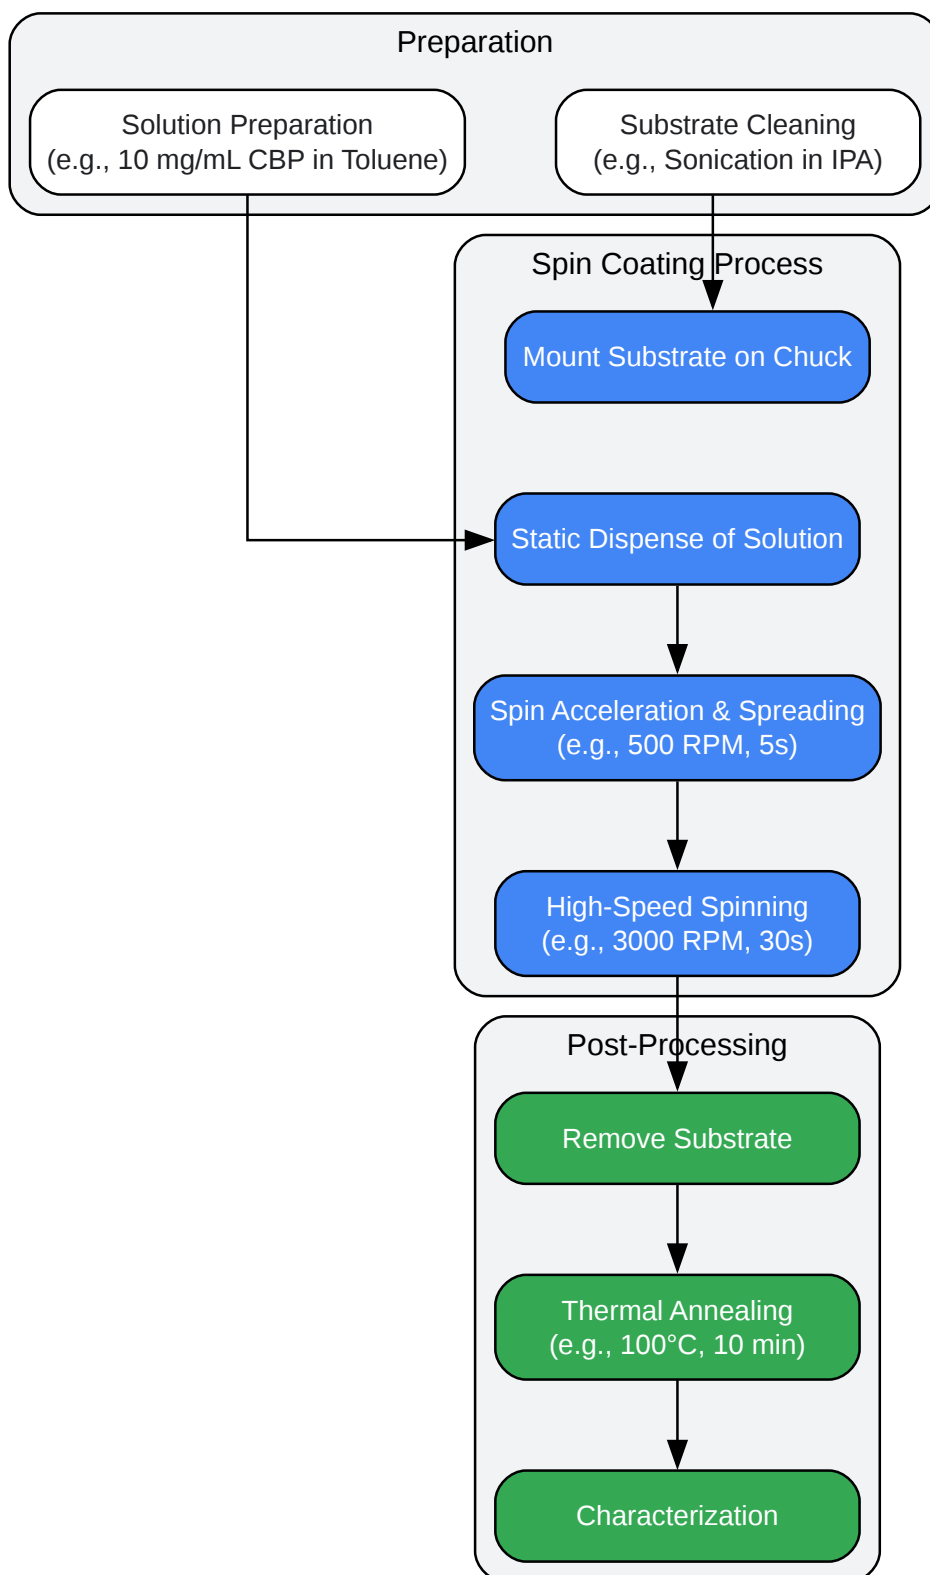 Preparation
Solution Preparation
(e.g., 10 mg/mL CBP in Toluene)
Substrate Cleaning
(e.g., Sonication in IPA)
Spin Coating Process
Mount Substrate on Chuck
Static Dispense of Solution
Spin Acceleration & Spreading
(e.g., 500 RPM, 5s)
High-Speed Spinning
(e.g., 3000 RPM, 30s)
Post-Processing
Remove Substrate
Thermal Annealing
(e.g., 100°C, 10 min)
Characterization